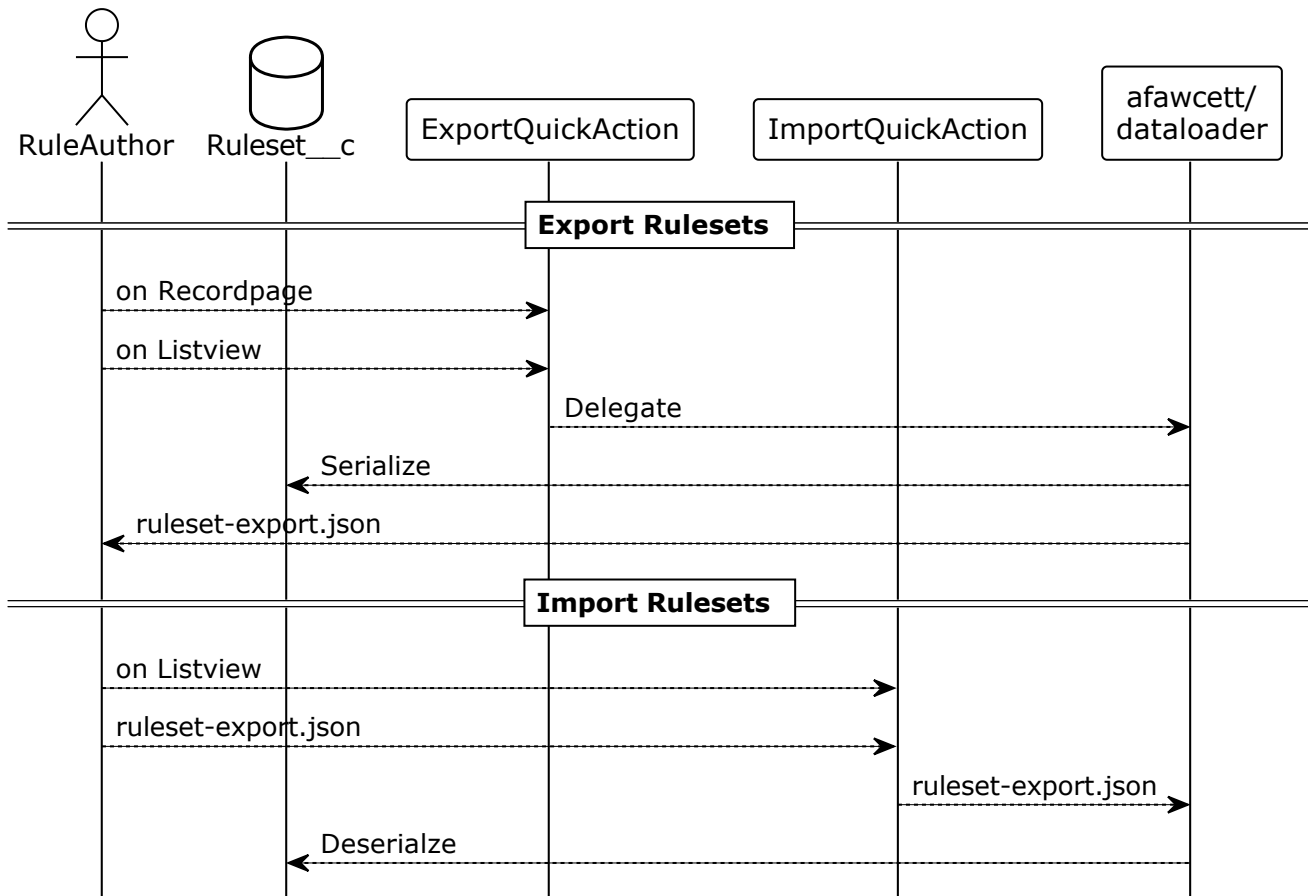 afawcett/
dataloader
RuleAuthor
Ruleset__c
ExportQuickAction
ImportQuickAction
Export Rulesets
on Recordpage
on Listview
Delegate
Serialize
ruleset-export.json
Import Rulesets
on Listview
ruleset-export.json
ruleset-export.json
Deserialze